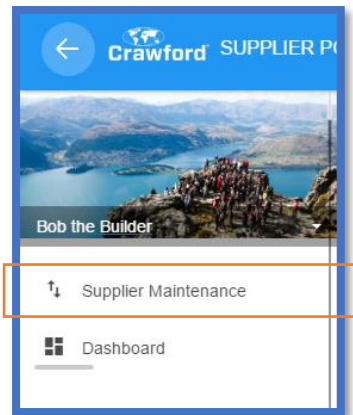 Crawford SUPPLIER
Bob the Builder
Supplier Maintenance
Dashboard